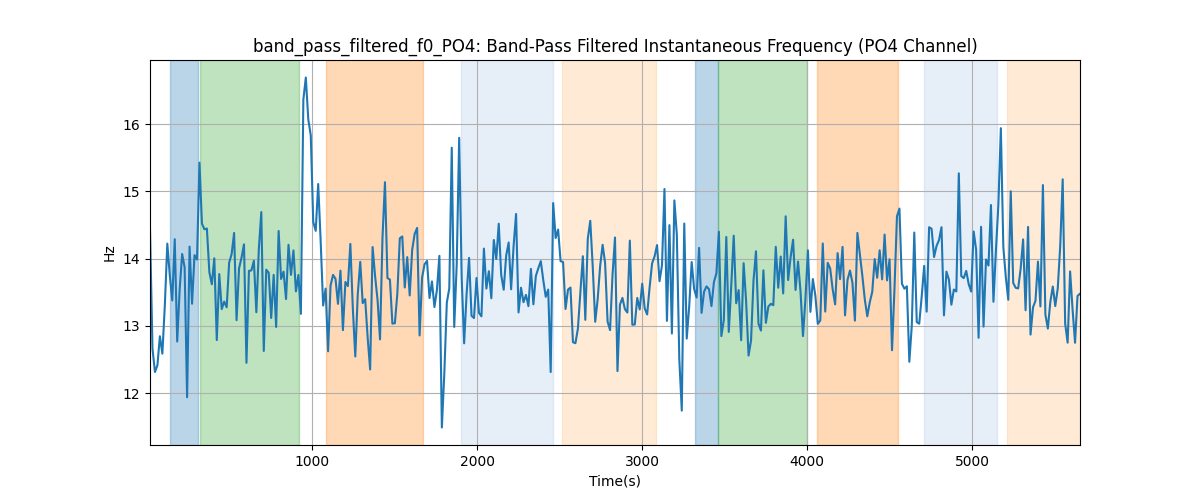 band_pass_filtered_f0_PO4: Band-Pass Filtered Instantaneous Frequency (PO4 Channel)
16
15
14
13
12
Hz
1000 2000 3000 4000 5000
Time(s)